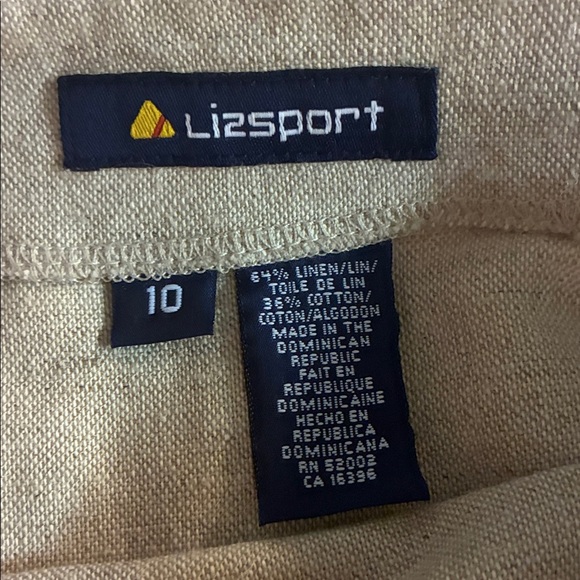 Lizsport
10
64% LINEN/LIN/
TOILE DE LIN
36% COTTON/
COTON/ALGODON
MADE IN THE
DOMINICAN
REPUBLIC
FAIT EN
REPUBLIQUE
DOMINICAINE
HECHO EN
REPUBLICA
DOMINICANA
RN 52002
CA 16396